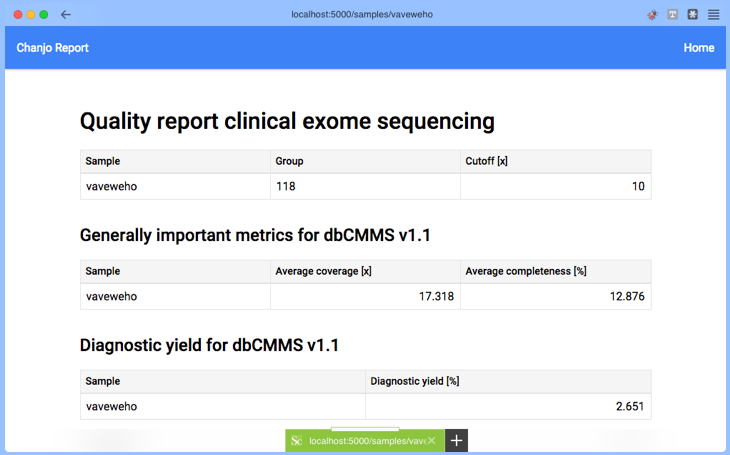 localhost:5000/samples/vaveweho
Chanjo Report Home
Quality report clinical exome sequencing
Sample Group Cutoff [x]
vaveweho 118 10
Generally important metrics for dbCMMS v1.1
Sample Average coverage [x] Average completeness [%]
vaveweho 17.318 12.876
Diagnostic yield for dbCMMS v1.1
Sample Diagnostic yield [%]
vaveweho 2.651
localhost:5000/samples/vave